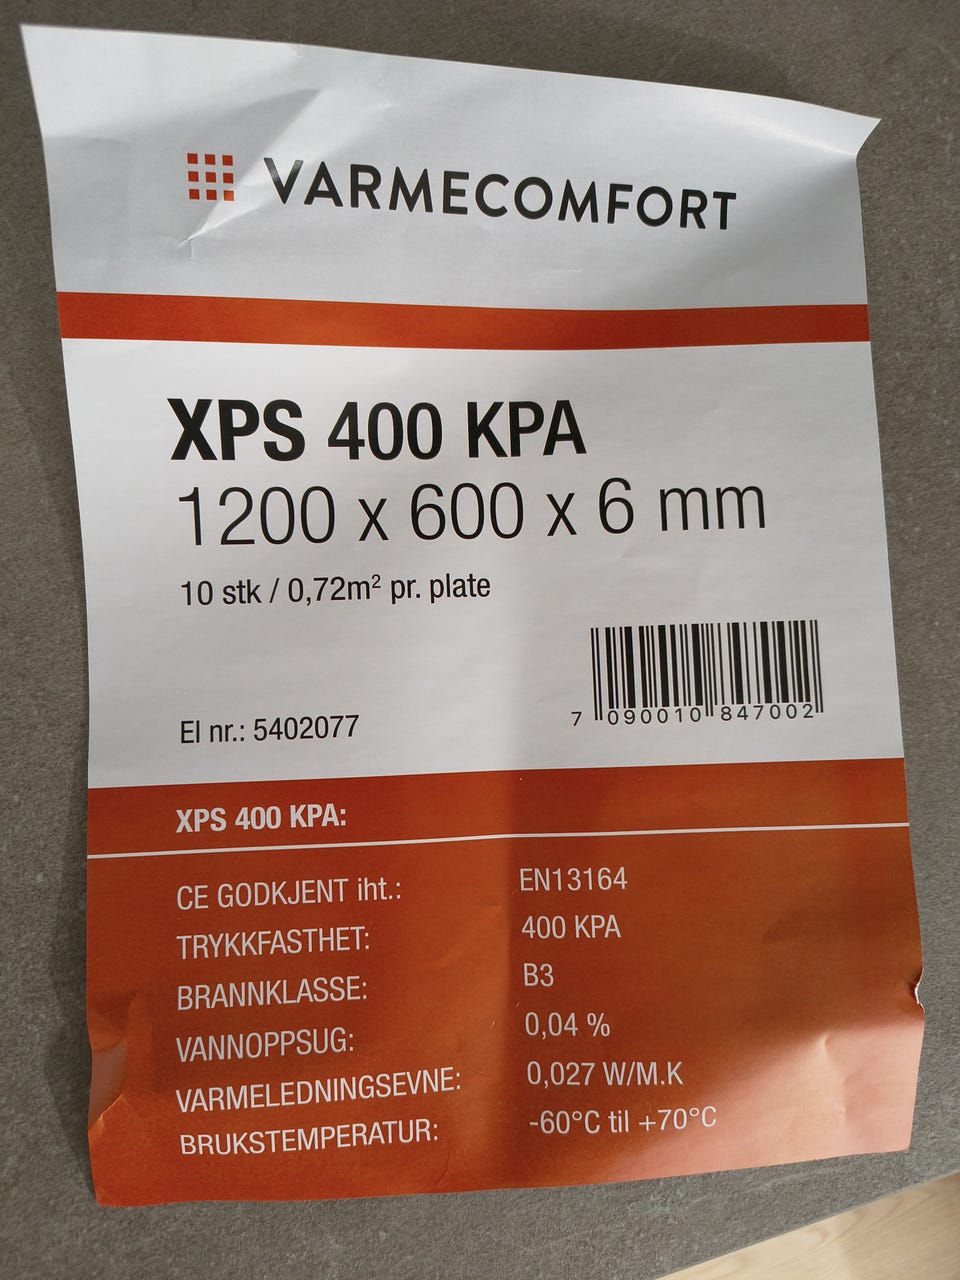 VARMECOMFORT
XPS 400 KPA
1200 x 600 x 6 mm
10 stk / 0,72m² pr. plate
El nr.: 5402077
7 090010 847002
XPS 400 KPA:
CE GODKJENT iht.: EN13164
TRYKKFASTHET: 400 KPA
BRANNKLASSE: B3
VANNOPPSUG: 0,04 %
VARMELEDNINGSEVNE: 0,027 W/M.K
BRUKSTEMPERATUR: -60°C til +70°C